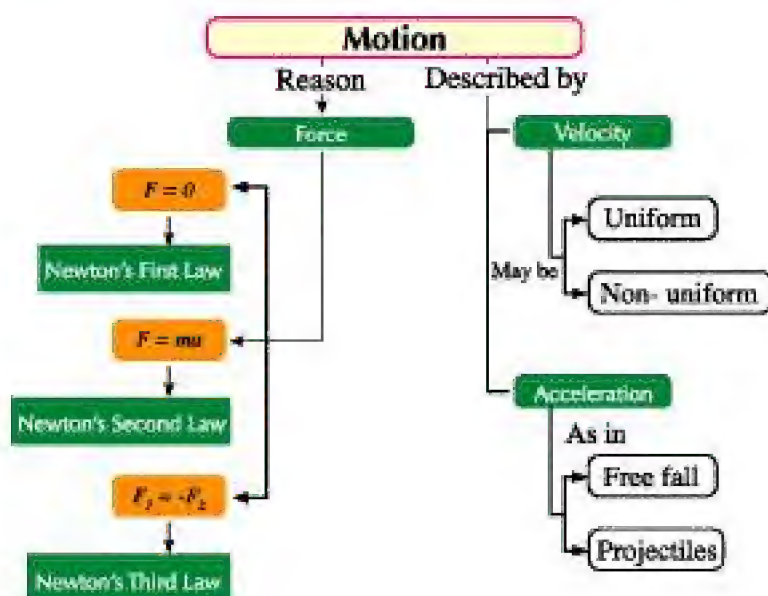 Motion
Reason
Described by
Force
Velocity
F = 0
Uniform
Newton's First Law
May be
Non- uniform
F = ma
Acceleration
Newton's Second Law
As in
Free fall
F₁ = -F₂
Projectiles
Newton's Third Law